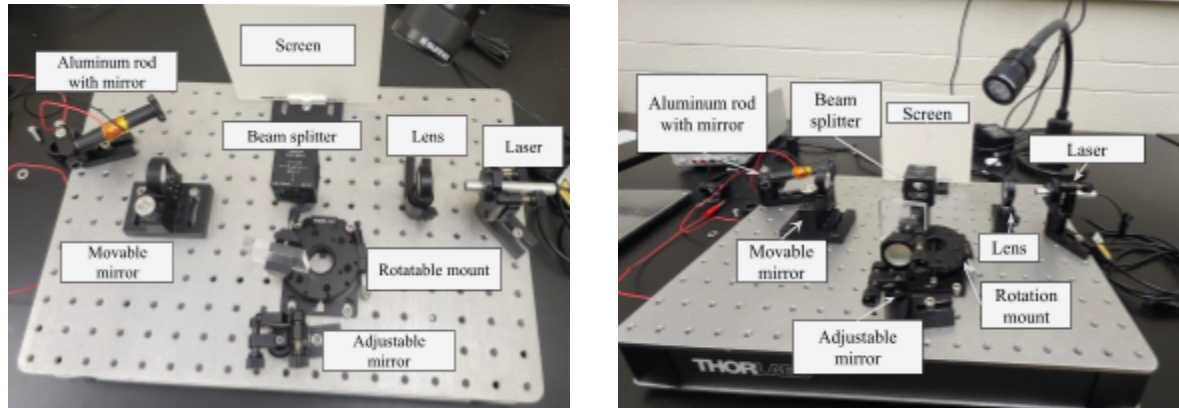 Screen
Aluminum rod
with mirror
Beam splitter
Lens
Laser
Movable
mirror
Rotatable mount
Adjustable
mirror
THORLABS
Aluminum rod
with mirror
Beam
splitter
Screen
Laser
Movable
mirror
Lens
Rotation
mount
Adjustable
mirror
THORLABS